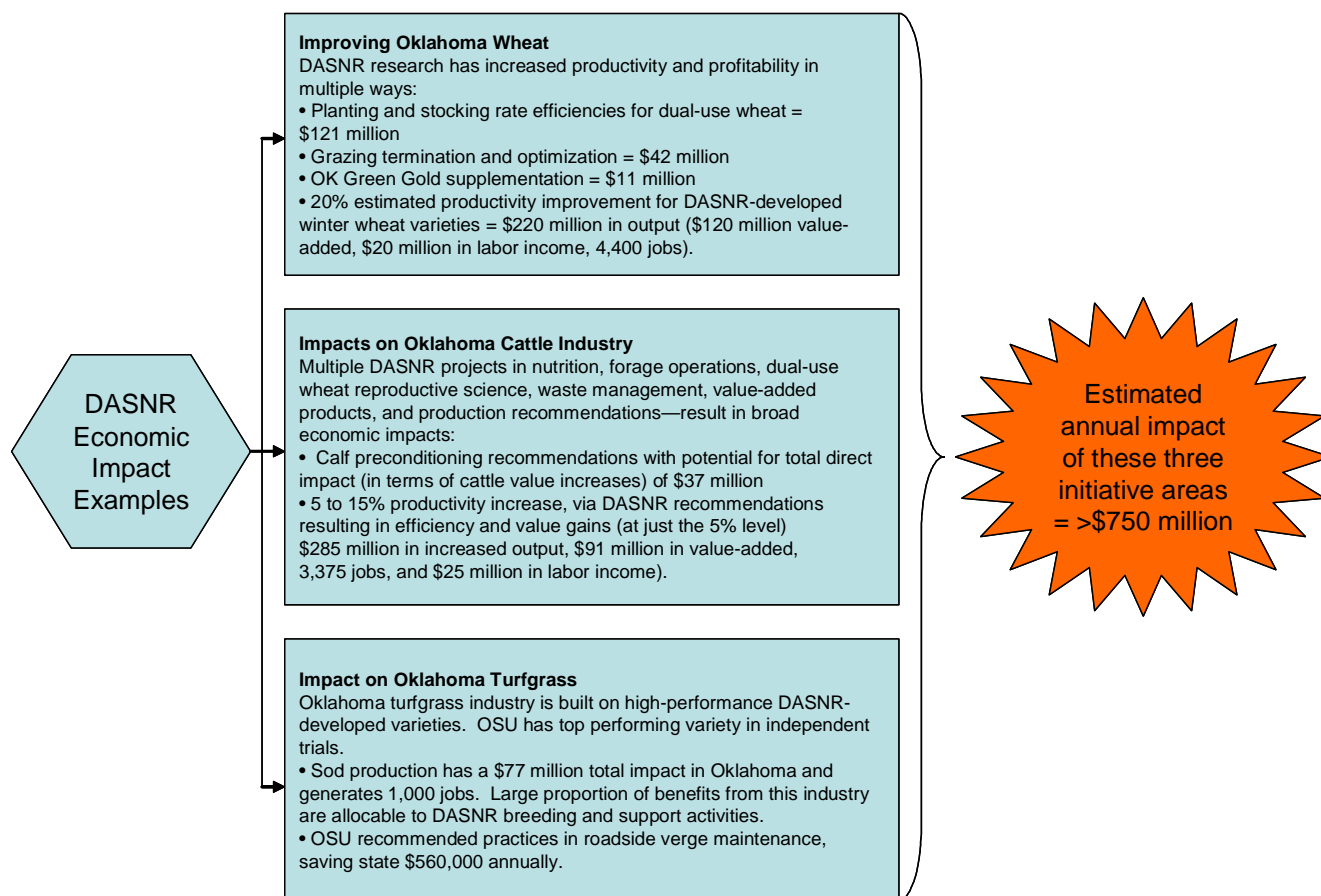 DASNR
Economic
Impact
Examples
Improving Oklahoma Wheat
DASNR research has increased productivity and profitability in
multiple ways:
• Planting and stocking rate efficiencies for dual-use wheat =
$121 million
• Grazing termination and optimization = $42 million
• OK Green Gold supplementation = $11 million
• 20% estimated productivity improvement for DASNR-developed
winter wheat varieties = $220 million in output ($120 million value-
added, $20 million in labor income, 4,400 jobs).
Impacts on Oklahoma Cattle Industry
Multiple DASNR projects in nutrition, forage operations, dual-use
wheat reproductive science, waste management, value-added
products, and production recommendations—result in broad
economic impacts:
• Calf preconditioning recommendations with potential for total direct
impact (in terms of cattle value increases) of $37 million
• 5 to 15% productivity increase, via DASNR recommendations
resulting in efficiency and value gains (at just the 5% level)
$285 million in increased output, $91 million in value-added,
3,375 jobs, and $25 million in labor income).
Impact on Oklahoma Turfgrass
Oklahoma turfgrass industry is built on high-performance DASNR-
developed varieties.  OSU has top performing variety in independent
trials.
• Sod production has a $77 million total impact in Oklahoma and
generates 1,000 jobs.  Large proportion of benefits from this industry
are allocable to DASNR breeding and support activities.
• OSU recommended practices in roadside verge maintenance,
saving state $560,000 annually.
Estimated
annual impact
of these three
initiative areas
= >$750 million